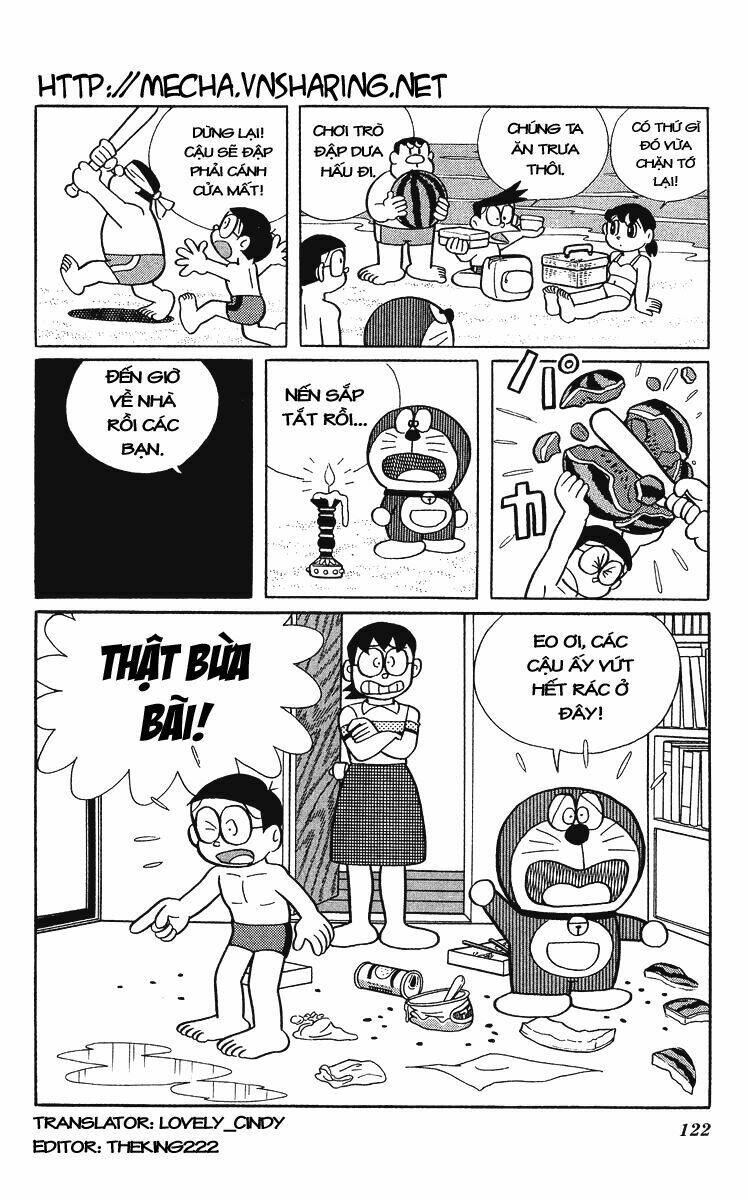 HTTP://MECHA.VNSHARING.NET
DỪNG LẠI!
CẬU SẼ ĐẬP
PHẢI CÁNH
CỬA MẤT!
CHƠI TRÒ
ĐẬP DƯA
HẤU ĐI.
CHÚNG TA
ĂN TRƯA
THÔI.
CÓ THỨ GÌ
ĐÓ VỪA
CHẶN TỚ
LẠI!
ĐẾN GIỜ
VỀ NHÀ
RỒI CÁC
BẠN.
NẾN SẮP
TẮT RỒI...
パカ
THẬT BỪA
BÃI!
EO ƠI, CÁC
CẬU ẤY VỨT
HẾT RÁC Ở
ĐÂY!
TRANSLATOR: LOVELY_CINDY
EDITOR: THEKING222
122